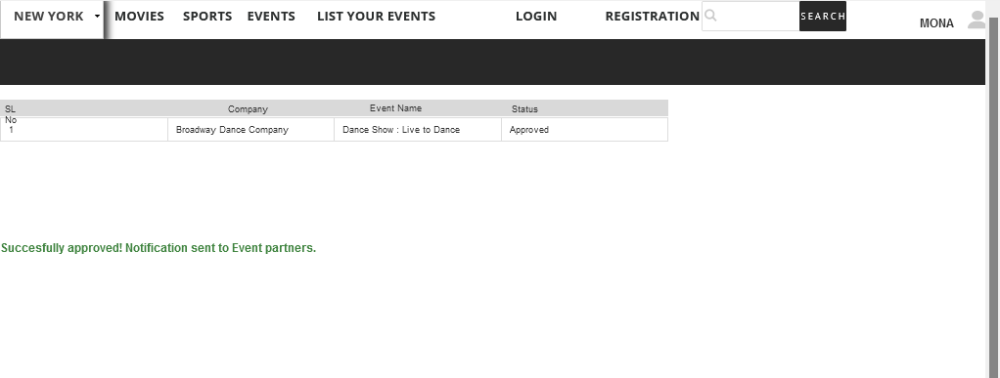 NEW YORK MOVIES SPORTS EVENTS LIST YOUR EVENTS LOGIN REGISTRATION SEARCH MONA
SL No Company Event Name Status
1 Broadway Dance Company Dance Show : Live to Dance Approved
Succesfully approved! Notification sent to Event partners.